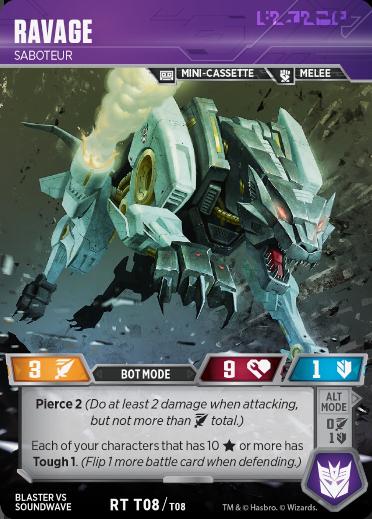 RAVAGE
SABOTEUR
MINI-CASSETTE MELEE
3 BOT MODE 9 1
Pierce 2 (Do at least 2 damage when attacking,
but not more than total.)
Each of your characters that has 10 ★ or more has
Tough 1. (Flip 1 more battle card when defending.)
ALT
MODE
0
1
BLASTER VS
SOUNDWAVE
RT T08/T08
TM & © Hasbro. © Wizards.